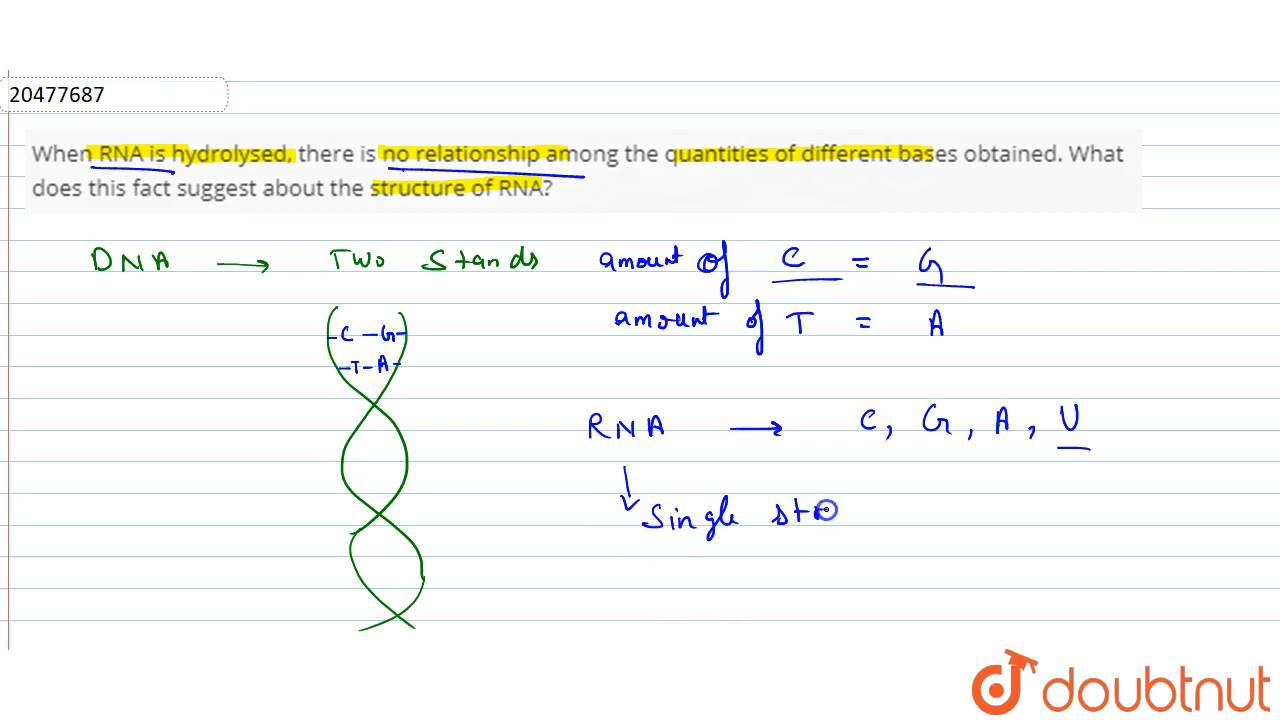 20477687
When RNA is hydrolysed, there is no relationship among the quantities of different bases obtained. What
does this fact suggest about the structure of RNA?
DNA → Two Stands amount of C = G
amount of T = A
C - G
T - A
RNA → C, G, A, U
Single str
doubtnut